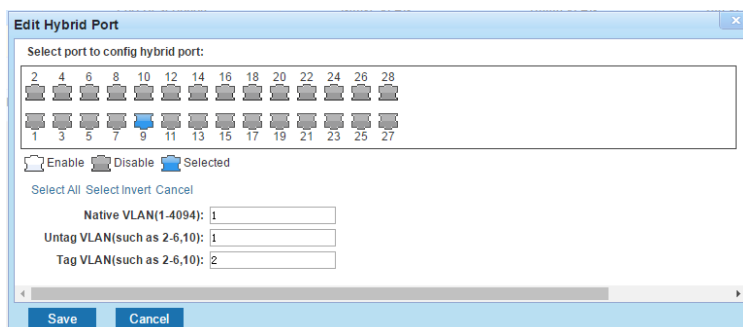 Edit Hybrid Port
Select port to config hybrid port:
2 4 6 8 10 12 14 16 18 20 22 24 26 28
1 3 5 7 9 11 13 15 17 19 21 23 25 27
Enable Disable Selected
Select All Select Invert Cancel
Native VLAN(1-4094): 1
Untag VLAN(such as 2-6,10): 1
Tag VLAN(such as 2-6,10): 2
Save Cancel